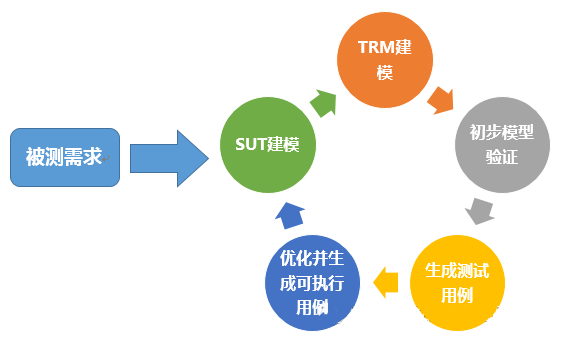 被测需求
SUT建模
TRM建
模
初步模型
验证
生成测试
用例
优化并生
成可执行
用例